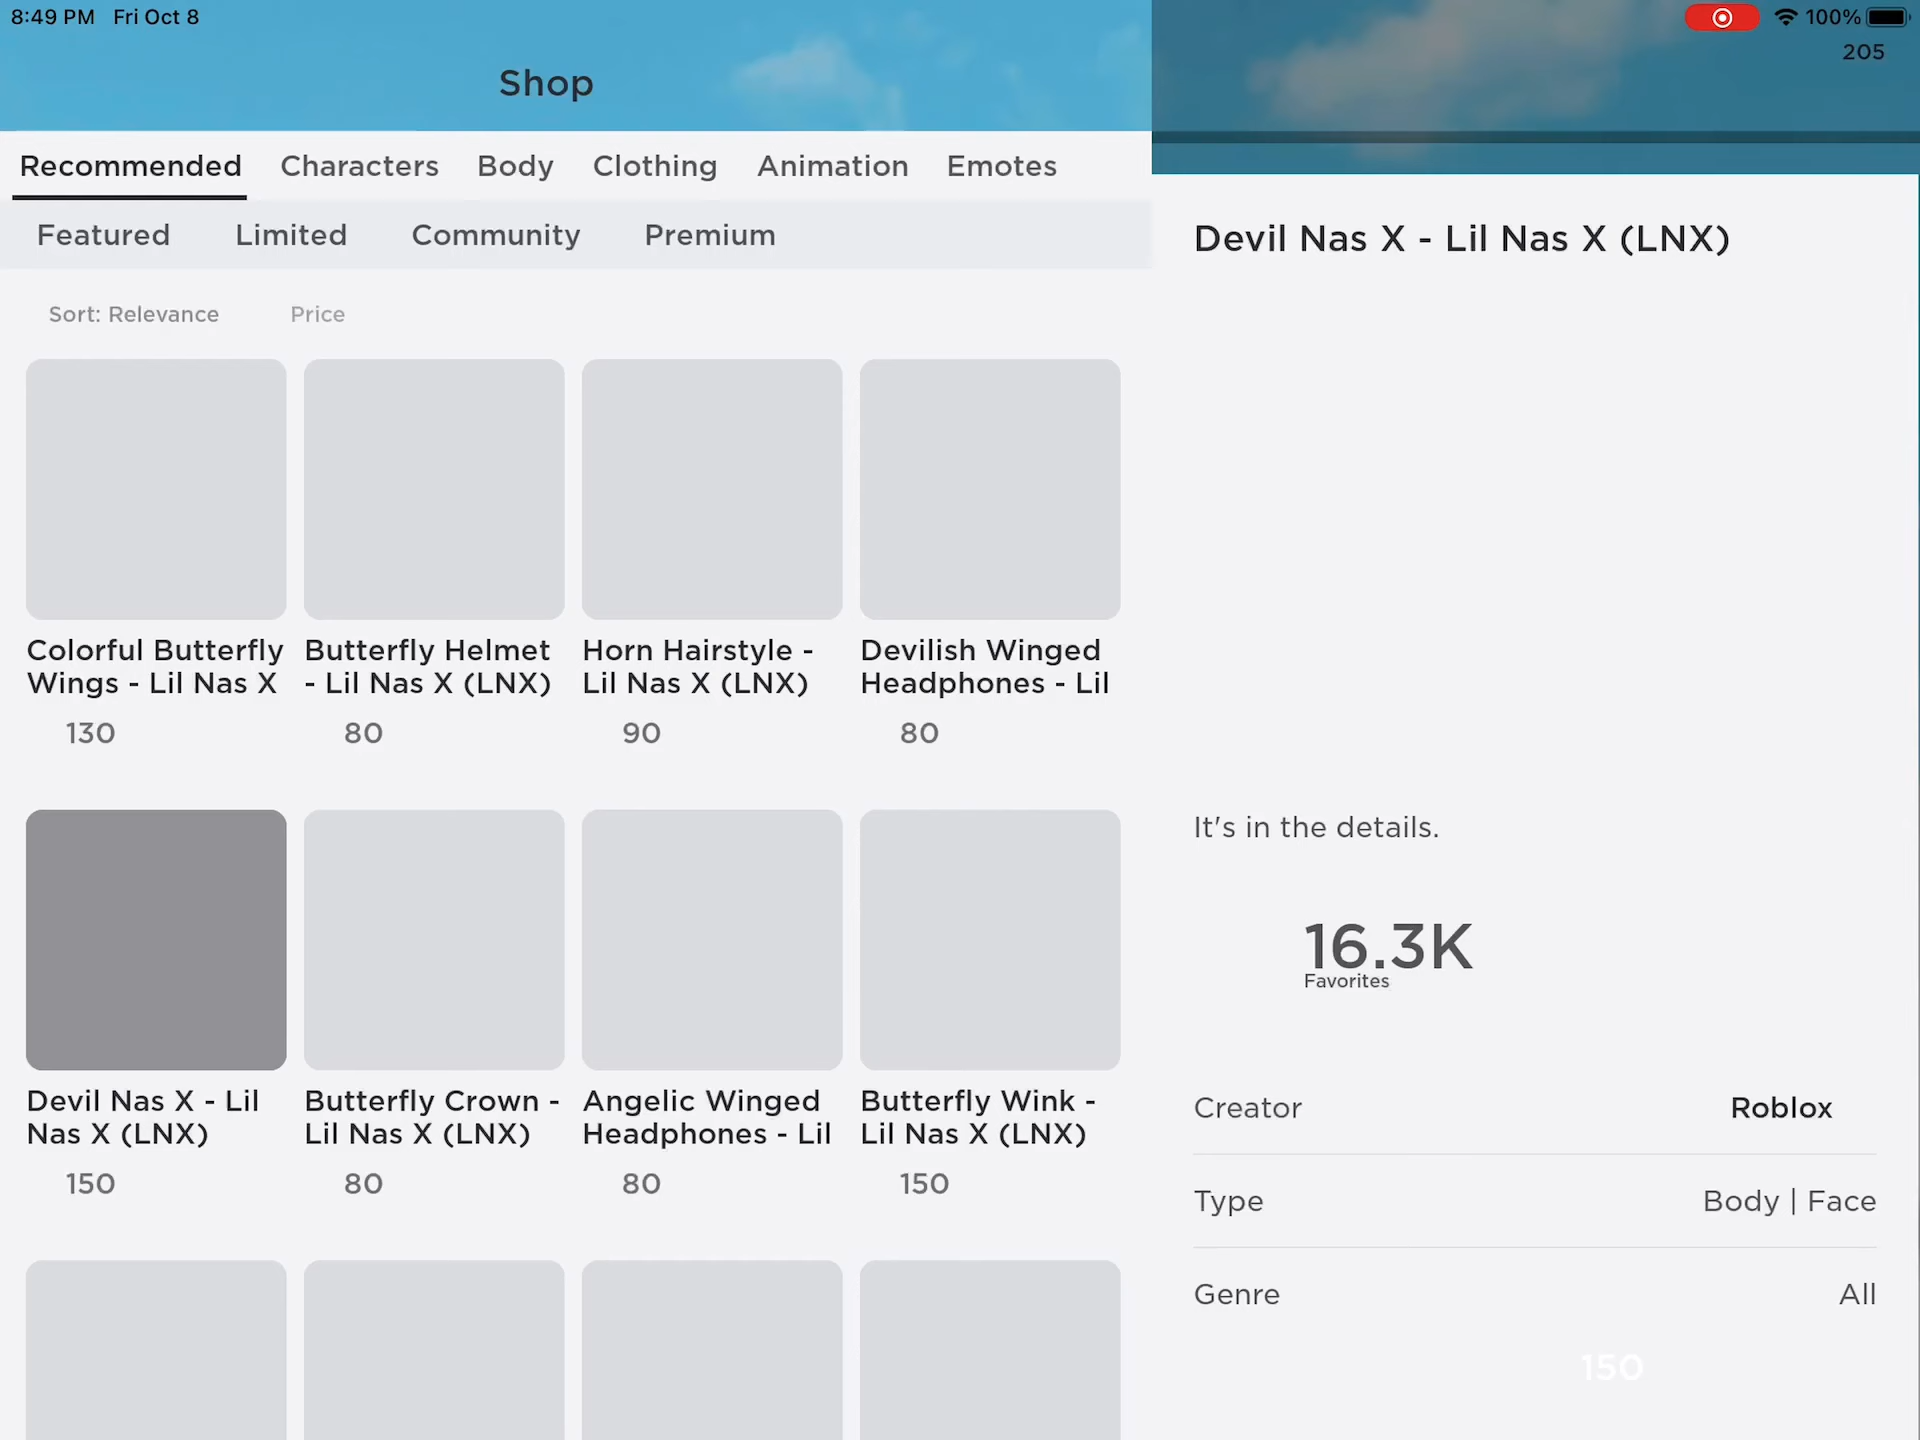 8:49 PM Fri Oct 8
100%
205
Shop
Recommended Characters Body Clothing Animation Emotes
Featured Limited Community Premium
Sort: Relevance Price
Colorful Butterfly
Wings - Lil Nas X
130
Butterfly Helmet
- Lil Nas X (LNX)
80
Horn Hairstyle -
Lil Nas X (LNX)
90
Devilish Winged
Headphones - Lil
80
Devil Nas X - Lil
Nas X (LNX)
150
Butterfly Crown -
Lil Nas X (LNX)
80
Angelic Winged
Headphones - Lil
80
Butterfly Wink -
Lil Nas X (LNX)
150
Devil Nas X - Lil Nas X (LNX)
It's in the details.
16.3K
Favorites
Creator Roblox
Type Body | Face
Genre All
150